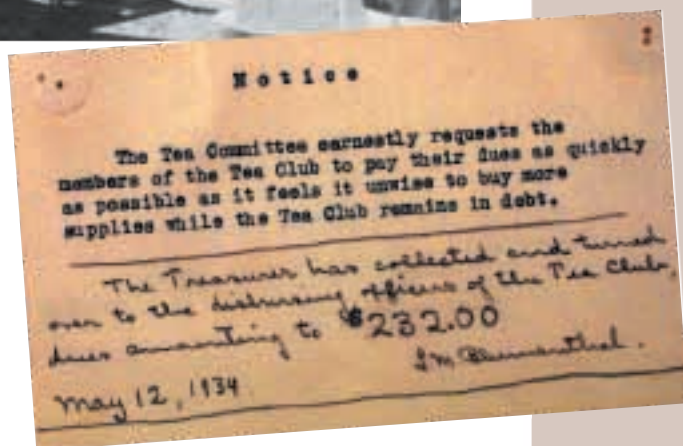 Notice
The Tea Committee earnestly requests the
members of the Tea Club to pay their dues as quickly
as possible as it feels it unwise to buy more
supplies while the Tea Club remains in debt.
The Treasurer has collected and turned
over to the disbursing officers of the Tea Club,
dues amounting to $232.00
May 12, 1934
L M Blumenthal.